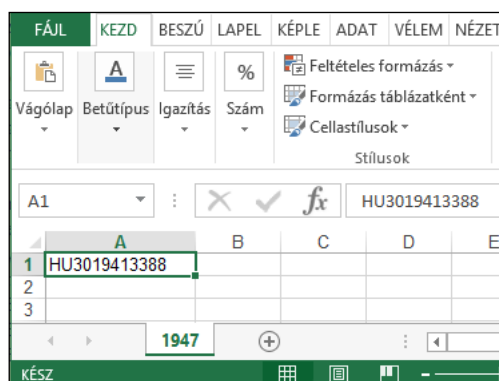 FÁJL KEZD BESZÚ LAPEL KÉPLE ADAT VÉLEM NÉZET
A % Feltételes formázás
Vágólap Betűtípus Igazítás Szám Formázás táblázatként
Cellastílusok
Stílusok
A1 fx HU3019413388
A B C D E
1 HU3019413388
2
3
1947
KÉSZ